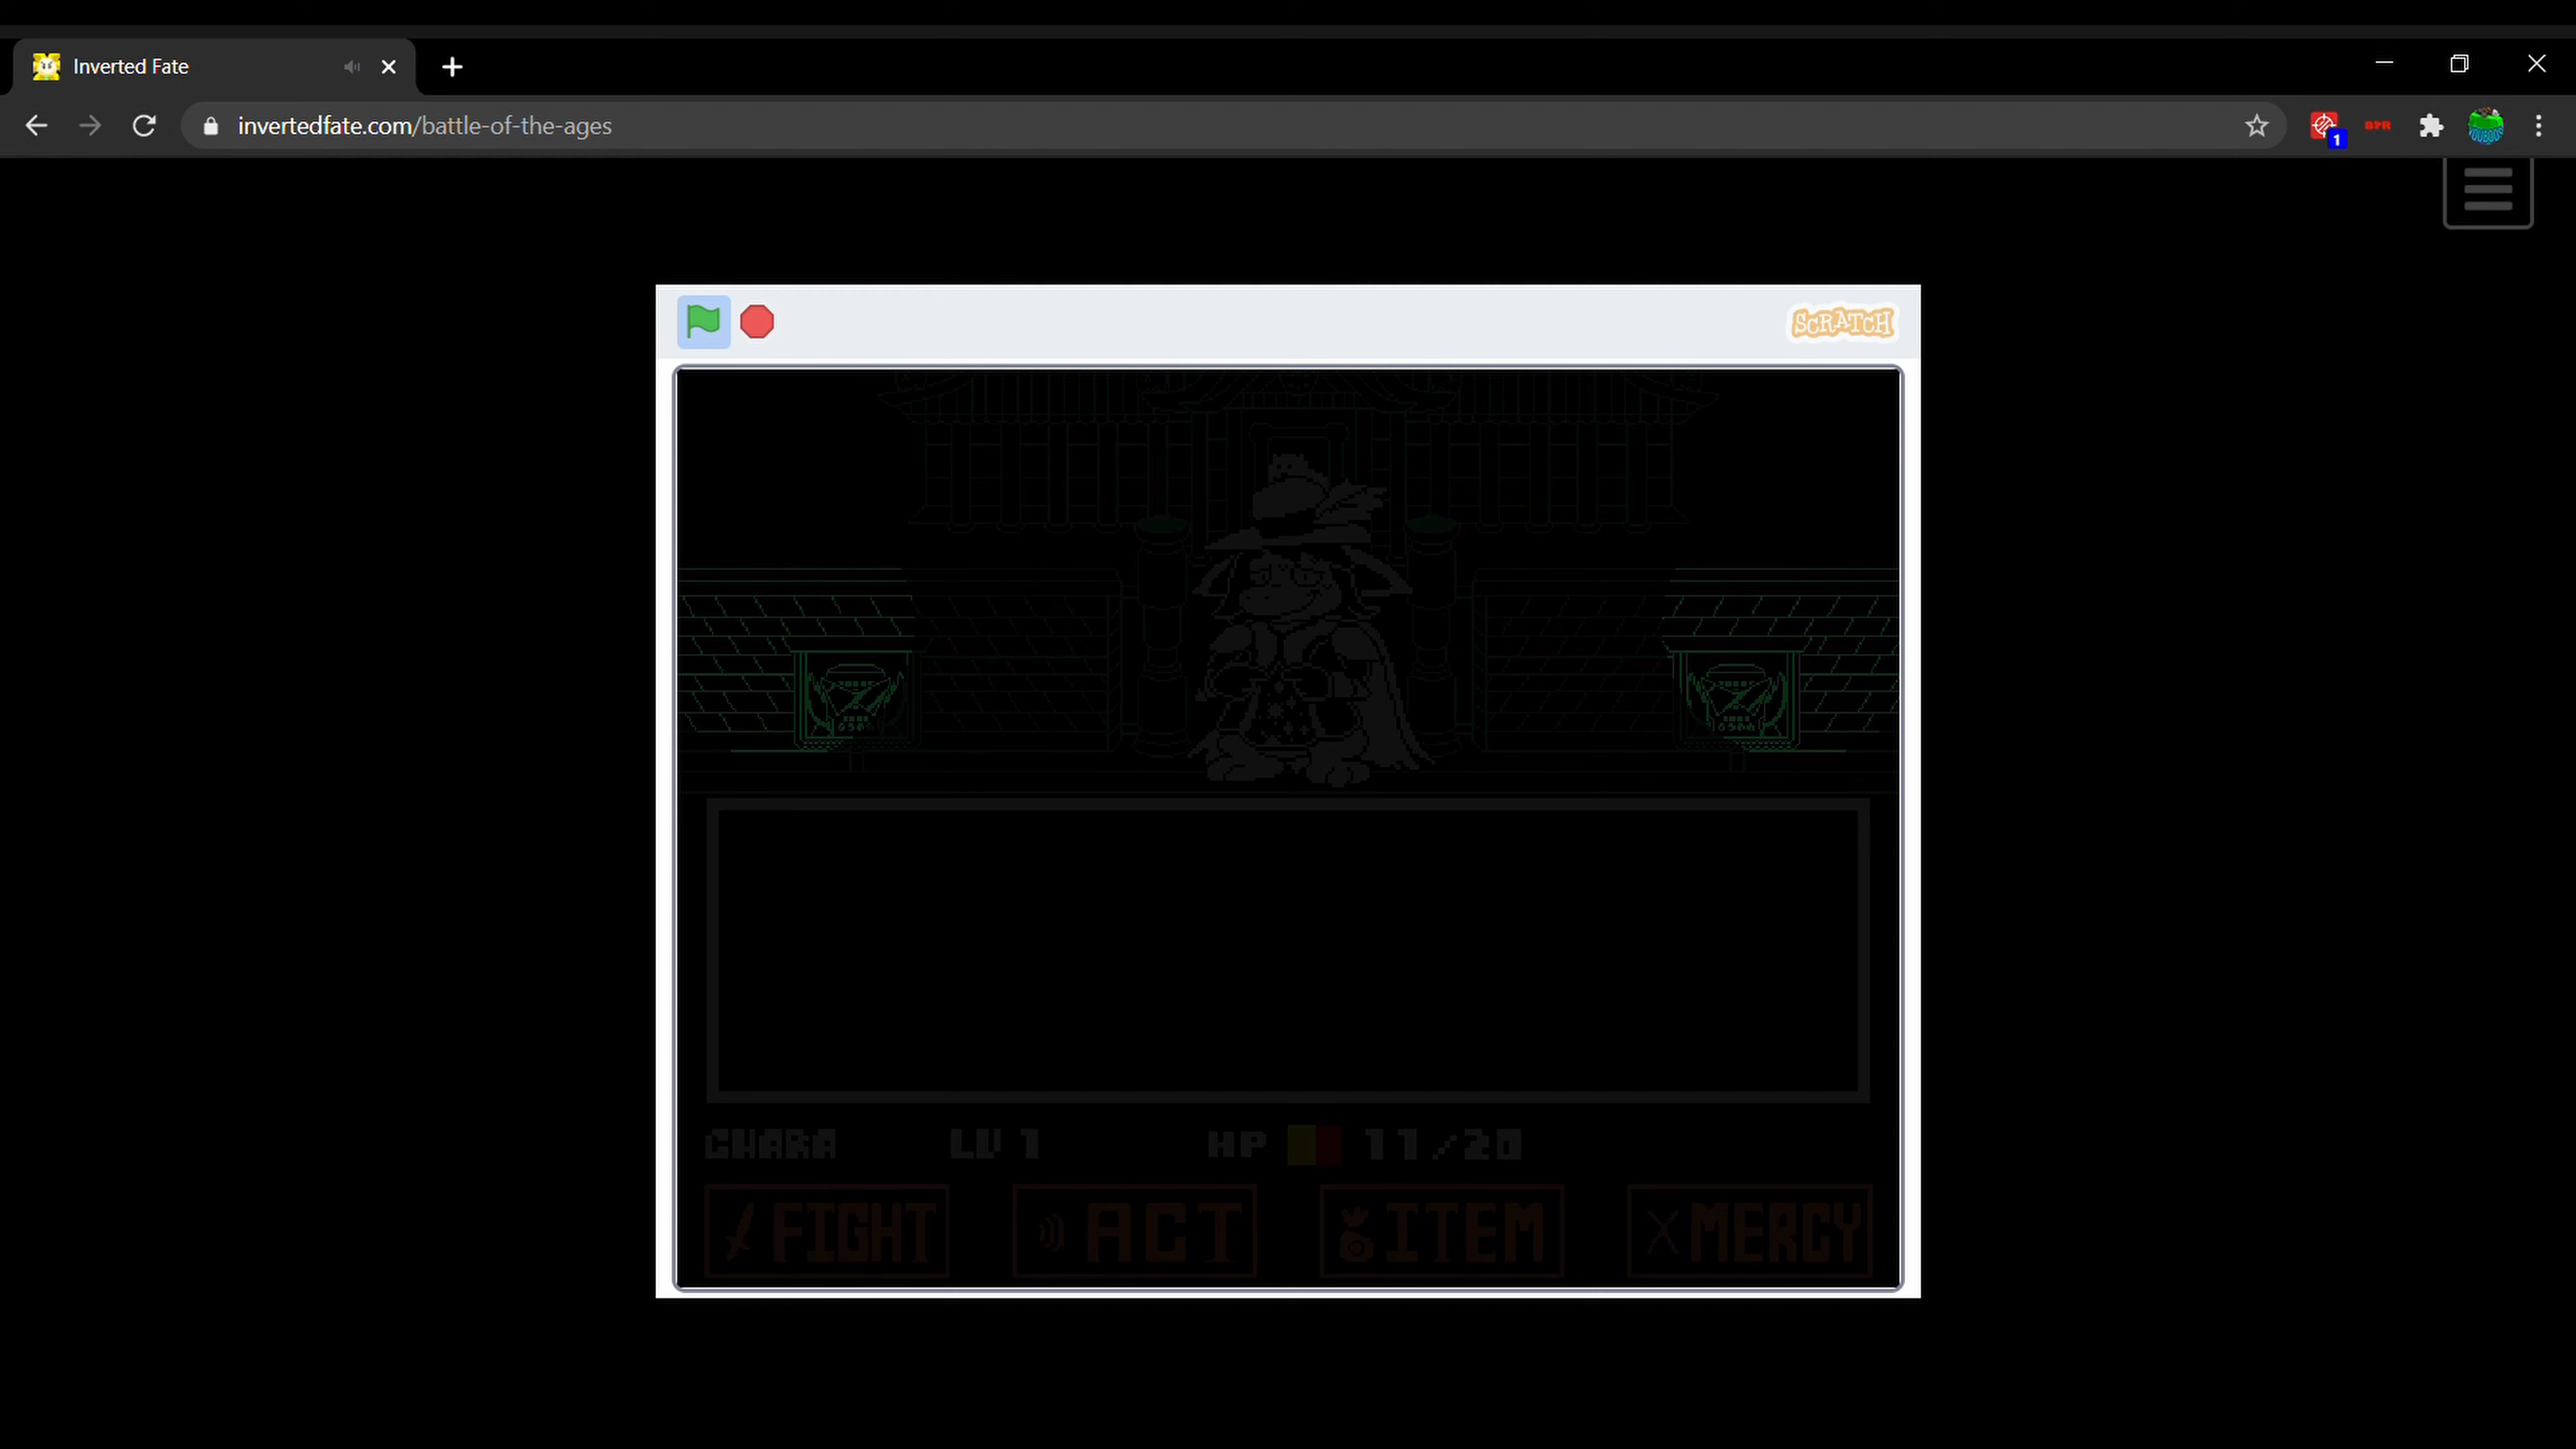 Inverted Fate
invertedfate.com/battle-of-the-ages
1
SCRATCH
CHARA LV 1 HP 11/20
FIGHT ACT ITEM MERCY